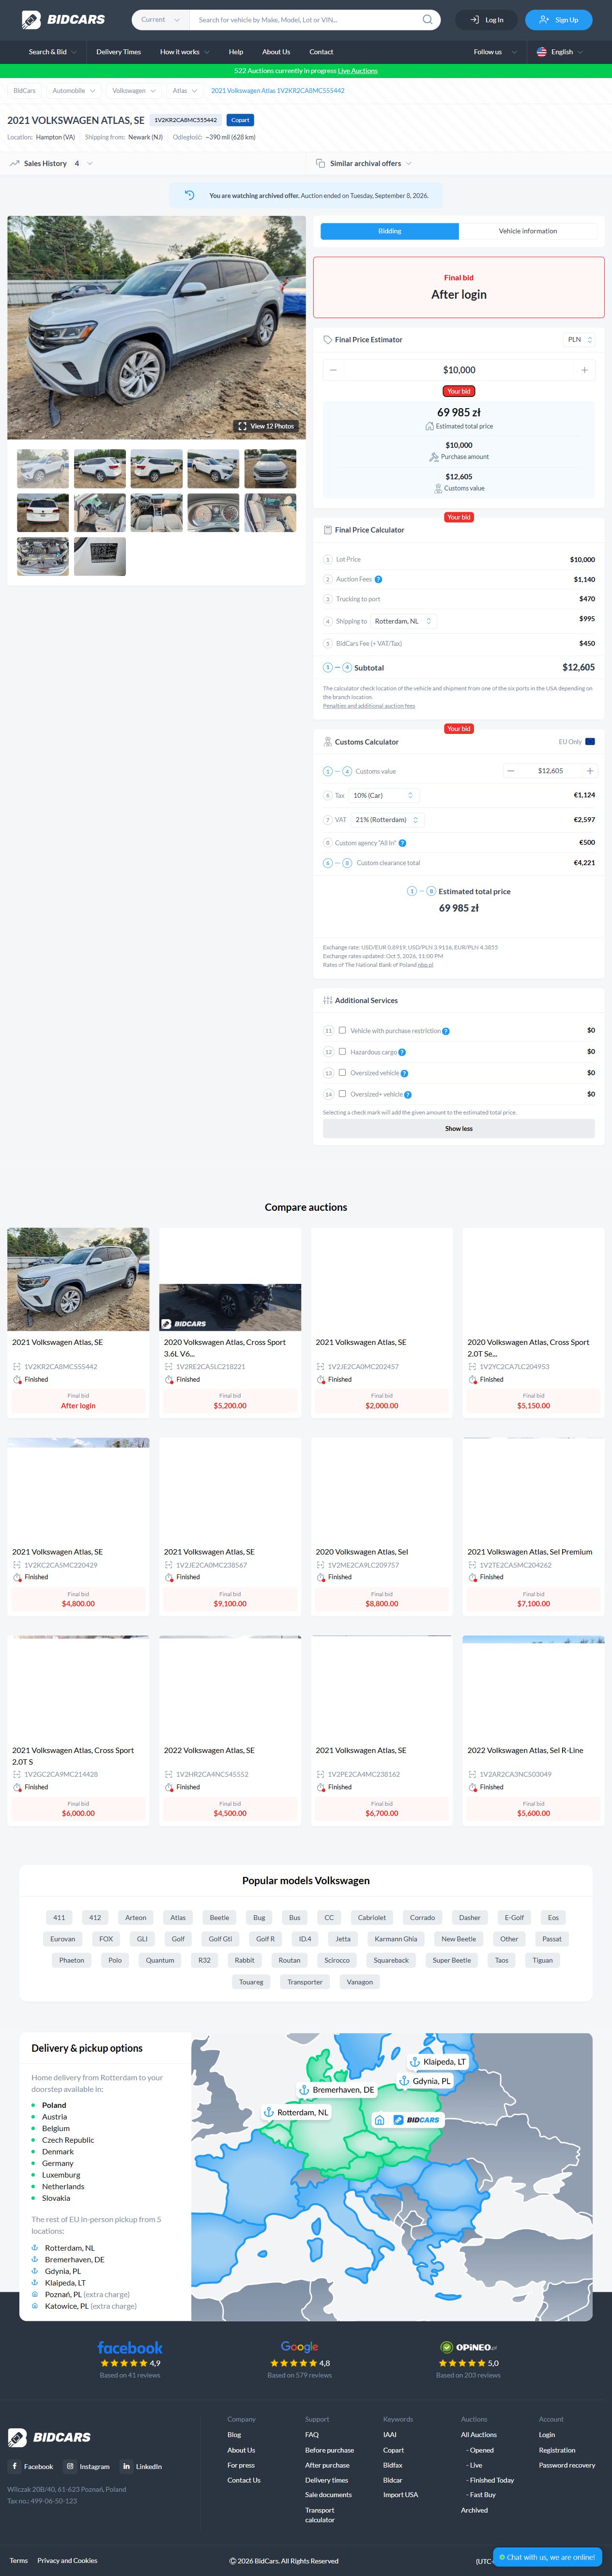 BIDCARS
Current
Search for vehicle by Make, Model, Lot or VIN...
Log In
Sign Up
Search & Bid
Delivery Times
How it works
Help
About Us
Contact
Follow us
English
522 Auctions currently in progress View Auctions
BidCars
Automobile
Volkswagen
Atlas
2021 Volkswagen Atlas 1V2KR2CA8MC555442
2021 VOLKSWAGEN ATLAS, SE
1V2KR2CA8MC555442
Copart
Location: Hampton (VA)
Shipping from: Newark (NJ)
Odległość: ~390 mil (628 km)
Sales History 4
Similar archival offers
You are watching archived offer. Auction ended on Tuesday, September 8, 2026.
View 12 Photos
Bidding
Vehicle information
Final bid
After login
Final Price Estimator
PLN
$10,000
Your bid
69 985 zł
Estimated total price
$10,000
Purchase amount
$12,605
Customs value
Your bid
Final Price Calculator
1 Lot Price $10,000
2 Auction Fees ? $1,140
3 Trucking to port $470
4 Shipping to Rotterdam, NL $995
5 BidCars Fee (+ VAT/Tax) $450
1 – 4 Subtotal $12,605
The calculator check location of the vehicle and shipment from one of the six ports in the USA depending on
the branch location.
Penalties and additional auction fees
Your bid
Customs Calculator
EU Only
1 – 4 Customs value $12,605
6 Tax 10% (Car) €1,124
7 VAT 21% (Rotterdam) €2,597
8 Custom agency "All In" ? €500
6 – 8 Custom clearance total €4,221
1 – 8 Estimated total price
69 985 zł
Exchange rate: USD/EUR 0.8919, USD/PLN 3.9116, EUR/PLN 4.3855
Exchange rates updated: Oct 5, 2026, 11:00 PM
Rates of The National Bank of Poland nbp.pl
Additional Services
11 Vehicle with purchase restriction ? $0
12 Hazardous cargo ? $0
13 Oversized vehicle ? $0
14 Oversized+ vehicle ? $0
Selecting a check mark will add the given amount to the estimated total price.
Show less
Compare auctions
2021 Volkswagen Atlas, SE
1V2KR2CA8MC555442
Finished
Final bid
After login
BIDCARS
2020 Volkswagen Atlas, Cross Sport
3.6L V6...
1V2RE2CA5LC218221
Finished
Final bid
$5,200.00
2021 Volkswagen Atlas, SE
1V2JE2CA0MC202457
Finished
Final bid
$2,000.00
2020 Volkswagen Atlas, Cross Sport
2.0T Se...
1V2YC2CA7LC204953
Finished
Final bid
$5,150.00
2021 Volkswagen Atlas, SE
1V2KC2CA5MC220429
Finished
Final bid
$4,800.00
2021 Volkswagen Atlas, SE
1V2JE2CA0MC238567
Finished
Final bid
$9,100.00
2020 Volkswagen Atlas, Sel
1V2ME2CA9LC209757
Finished
Final bid
$8,800.00
2021 Volkswagen Atlas, Sel Premium
1V2TE2CA5MC204262
Finished
Final bid
$7,100.00
2021 Volkswagen Atlas, Cross Sport
2.0T S
1V2GC2CA9MC214428
Finished
Final bid
$6,000.00
2022 Volkswagen Atlas, SE
1V2HR2CA4NC545552
Finished
Final bid
$4,500.00
2021 Volkswagen Atlas, SE
1V2PE2CA4MC238162
Finished
Final bid
$6,700.00
2022 Volkswagen Atlas, Sel R-Line
1V2AR2CA3NC503049
Finished
Final bid
$5,600.00
Popular models Volkswagen
411 412 Arteon Atlas Beetle Bug Bus CC Cabriolet Corrado Dasher E-Golf Eos
Eurovan FOX GLI Golf Golf Gti Golf R ID.4 Jetta Karmann Ghia New Beetle Other Passat
Phaeton Polo Quantum R32 Rabbit Routan Scirocco Squareback Super Beetle Taos Tiguan
Touareg Transporter Vanagon
Delivery & pickup options
Home delivery from Rotterdam to your
doorstep available in:
Poland
Austria
Belgium
Czech Republic
Denmark
Germany
Luxemburg
Netherlands
Slovakia
The rest of EU in-person pickup from 5
locations:
Rotterdam, NL
Bremerhaven, DE
Gdynia, PL
Klaipeda, LT
Poznań, PL (extra charge)
Katowice, PL (extra charge)
Klaipeda, LT
Gdynia, PL
Bremerhaven, DE
Rotterdam, NL
BIDCARS
facebook
4,9
Based on 41 reviews
Google
4,8
Based on 579 reviews
OPINEO.pl
5,0
Based on 203 reviews
BIDCARS
Facebook
Instagram
LinkedIn
Wilczak 20B/40, 61-623 Poznań, Poland
Tax no.: 499-06-50-123
Company
Blog
About Us
For press
Contact Us
Support
FAQ
Before purchase
After purchase
Delivery times
Sale documents
Transport
calculator
Keywords
IAAI
Copart
Bidfax
Bidcar
Import USA
Auctions
All Auctions
- Opened
- Live
- Finished Today
- Fast Buy
Archived
Account
Login
Registration
Password recovery
Terms
Privacy and Cookies
© 2026 BidCars. All Rights Reserved
(UTC
Chat with us, we are online!